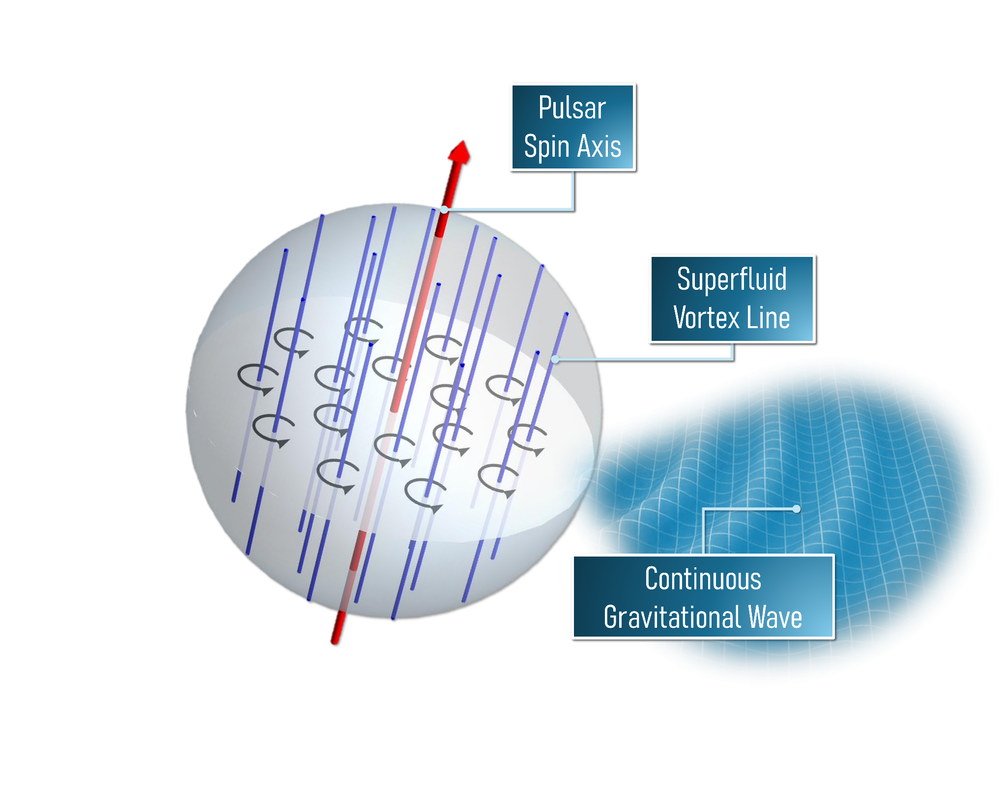 Pulsar
Spin Axis
Superfluid
Vortex Line
Continuous
Gravitational Wave